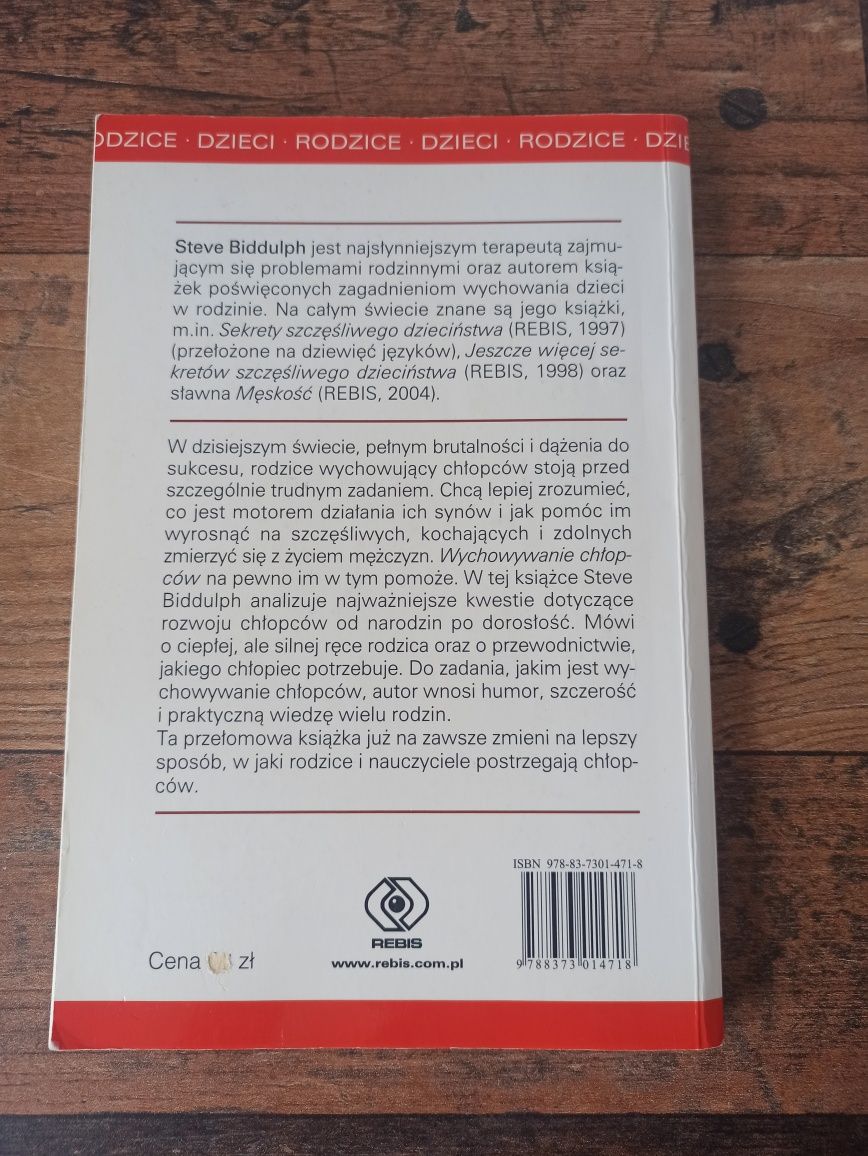 DZICE · DZIECI · RODZICE · DZIECI · RODZICE · DZIE
Steve Biddulph jest najsłynniejszym terapeutą zajmu-
jącym się problemami rodzinnymi oraz autorem ksią-
żek poświęconych zagadnieniom wychowania dzieci
w rodzinie. Na całym świecie znane są jego książki,
m.in. Sekrety szczęśliwego dzieciństwa (REBIS, 1997)
(przełożone na dziewięć języków), Jeszcze więcej se-
kretów szczęśliwego dzieciństwa (REBIS, 1998) oraz
sławna Męskość (REBIS, 2004).
W dzisiejszym świecie, pełnym brutalności i dążenia do
sukcesu, rodzice wychowujący chłopców stoją przed
szczególnie trudnym zadaniem. Chcą lepiej zrozumieć,
co jest motorem działania ich synów i jak pomóc im
wyrosnąć na szczęśliwych, kochających i zdolnych
zmierzyć się z życiem mężczyzn. Wychowywanie chłop-
ców na pewno im w tym pomoże. W tej książce Steve
Biddulph analizuje najważniejsze kwestie dotyczące
rozwoju chłopców od narodzin po dorosłość. Mówi
o ciepłej, ale silnej ręce rodzica oraz o przewodnictwie,
jakiego chłopiec potrzebuje. Do zadania, jakim jest wy-
chowywanie chłopców, autor wnosi humor, szczerość
i praktyczną wiedzę wielu rodzin.
Ta przełomowa książka już na zawsze zmieni na lepszy
sposób, w jaki rodzice i nauczyciele postrzegają chłop-
ców.
ISBN 978-83-7301-471-8
REBIS
www.rebis.com.pl
Cena zł
9 788373 014718